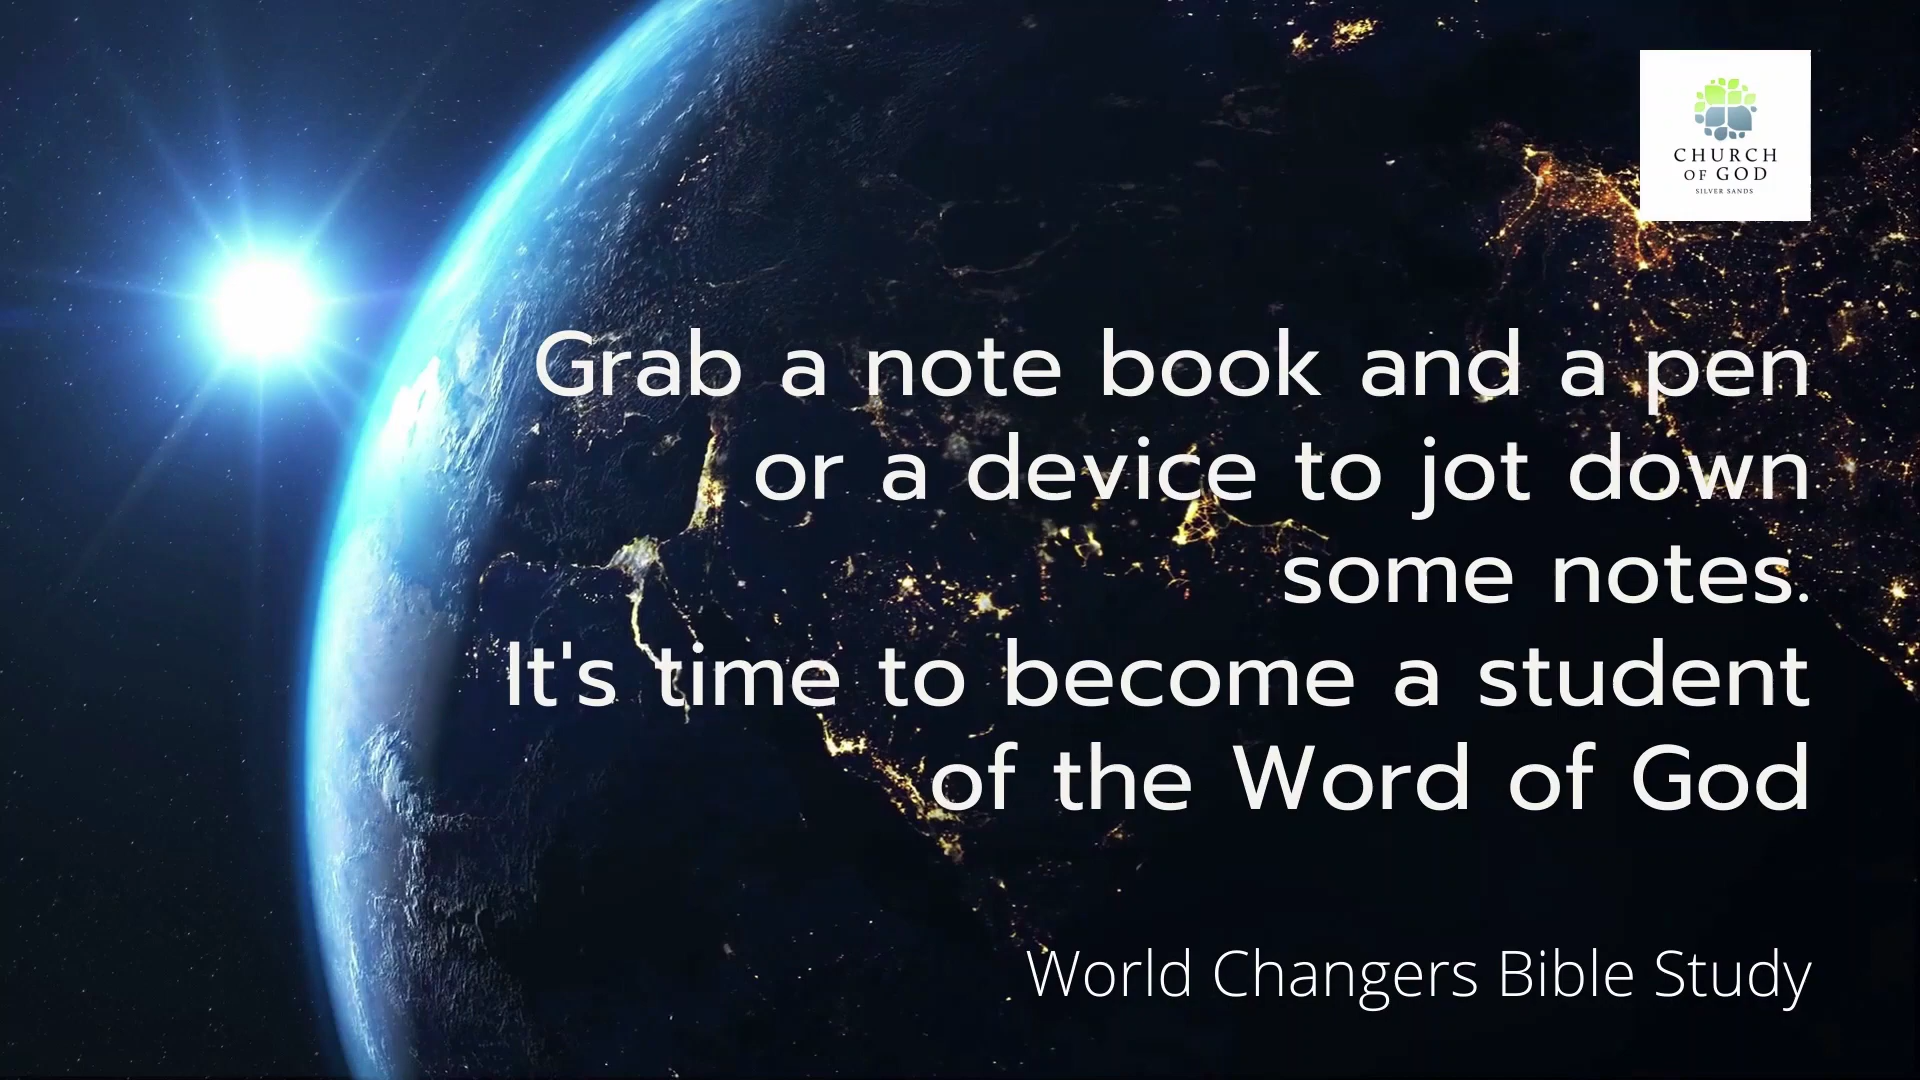 CHURCH
OF GOD
SILVER SANDS
Grab a note book and a pen
or a device to jot down
some notes.
It's time to become a student
of the Word of God
World Changers Bible Study